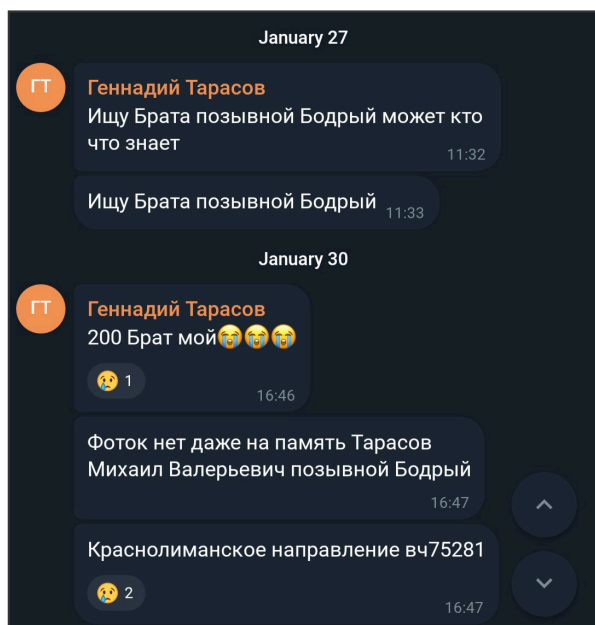 January 27
ГТ
Геннадий Тарасов
Ищу Брата позывной Бодрый может кто
что знает
11:32
Ищу Брата позывной Бодрый
11:33
January 30
ГТ
Геннадий Тарасов
200 Брат мой😭😭😭
😢 1
16:46
Фоток нет даже на память Тарасов
Михаил Валерьевич позывной Бодрый
16:47
Краснолиманское направление вч75281
😢 2
16:47